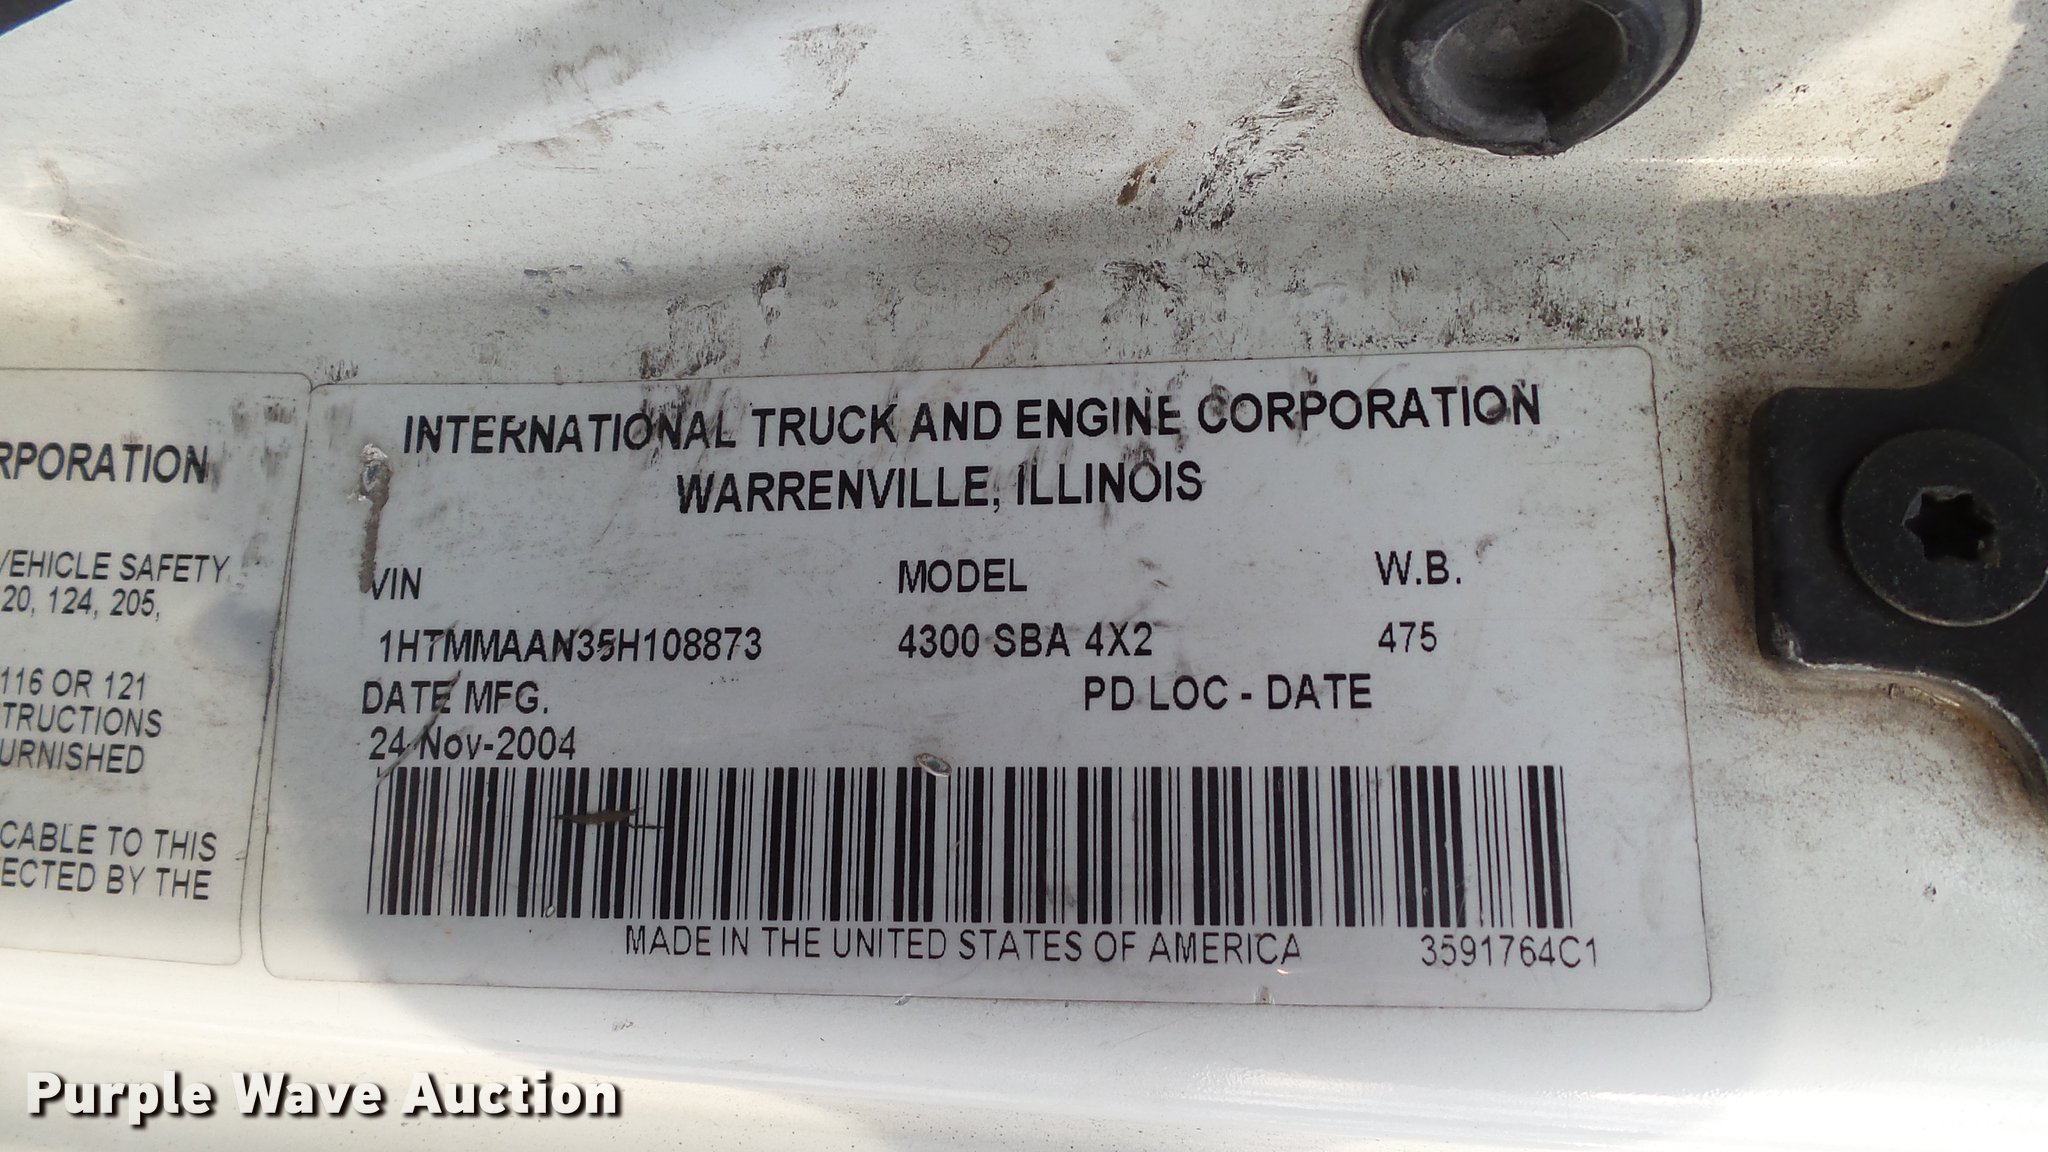 RPORATION
VEHICLE SAFETY
20, 124, 205,
116 OR 121
TRUCTIONS
URNISHED
CABLE TO THIS
ECTED BY THE
INTERNATIONAL TRUCK AND ENGINE CORPORATION
WARRENVILLE, ILLINOIS
VIN MODEL W.B.
1HTMMAAN35H108873 4300 SBA 4X2 475
DATE MFG. PD LOC - DATE
24-Nov-2004
MADE IN THE UNITED STATES OF AMERICA 3591764C1
Purple Wave Auction